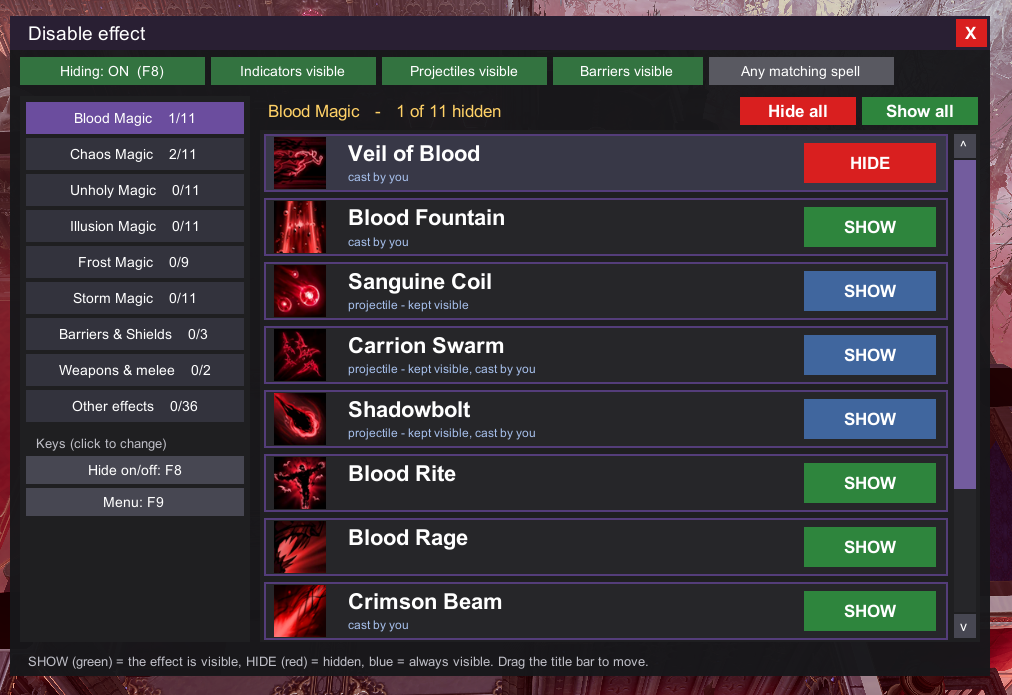 Disable effect
X
Hiding: ON (F8)
Indicators visible
Projectiles visible
Barriers visible
Any matching spell
Blood Magic 1/11
Chaos Magic 2/11
Unholy Magic 0/11
Illusion Magic 0/11
Frost Magic 0/9
Storm Magic 0/11
Barriers & Shields 0/3
Weapons & melee 0/2
Other effects 0/36
Keys (click to change)
Hide on/off: F8
Menu: F9
Blood Magic - 1 of 11 hidden
Hide all
Show all
Veil of Blood
cast by you
HIDE
Blood Fountain
cast by you
SHOW
Sanguine Coil
projectile - kept visible
SHOW
Carrion Swarm
projectile - kept visible, cast by you
SHOW
Shadowbolt
projectile - kept visible, cast by you
SHOW
Blood Rite
SHOW
Blood Rage
SHOW
Crimson Beam
cast by you
SHOW
^
v
SHOW (green) = the effect is visible, HIDE (red) = hidden, blue = always visible. Drag the title bar to move.